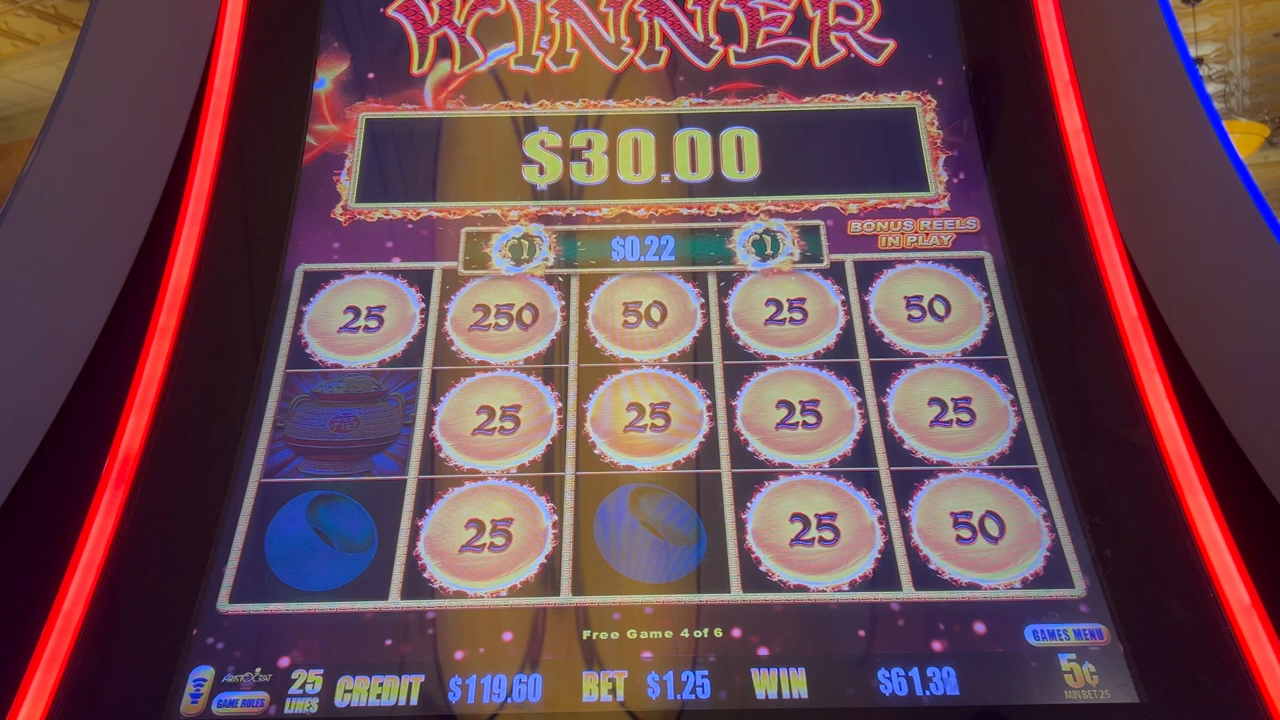 WINNER
$30.00
$0.22
BONUS REELS
IN PLAY
25 250 50 25 50
25 25 25 25
25 25 50
Free Game 4 of 6
GAMES MENU
ARISTOCRAT
GAME RULES
25
LINES
CREDIT $119.60 BET $1.25 WIN
5¢
MIN BET 25